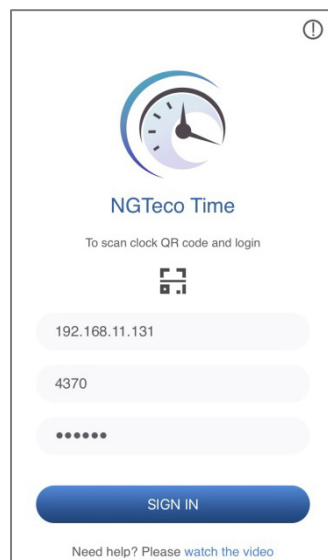 NGTeco Time
To scan clock QR code and login
192.168.11.131
4370
••••••
SIGN IN
Need help? Please watch the video